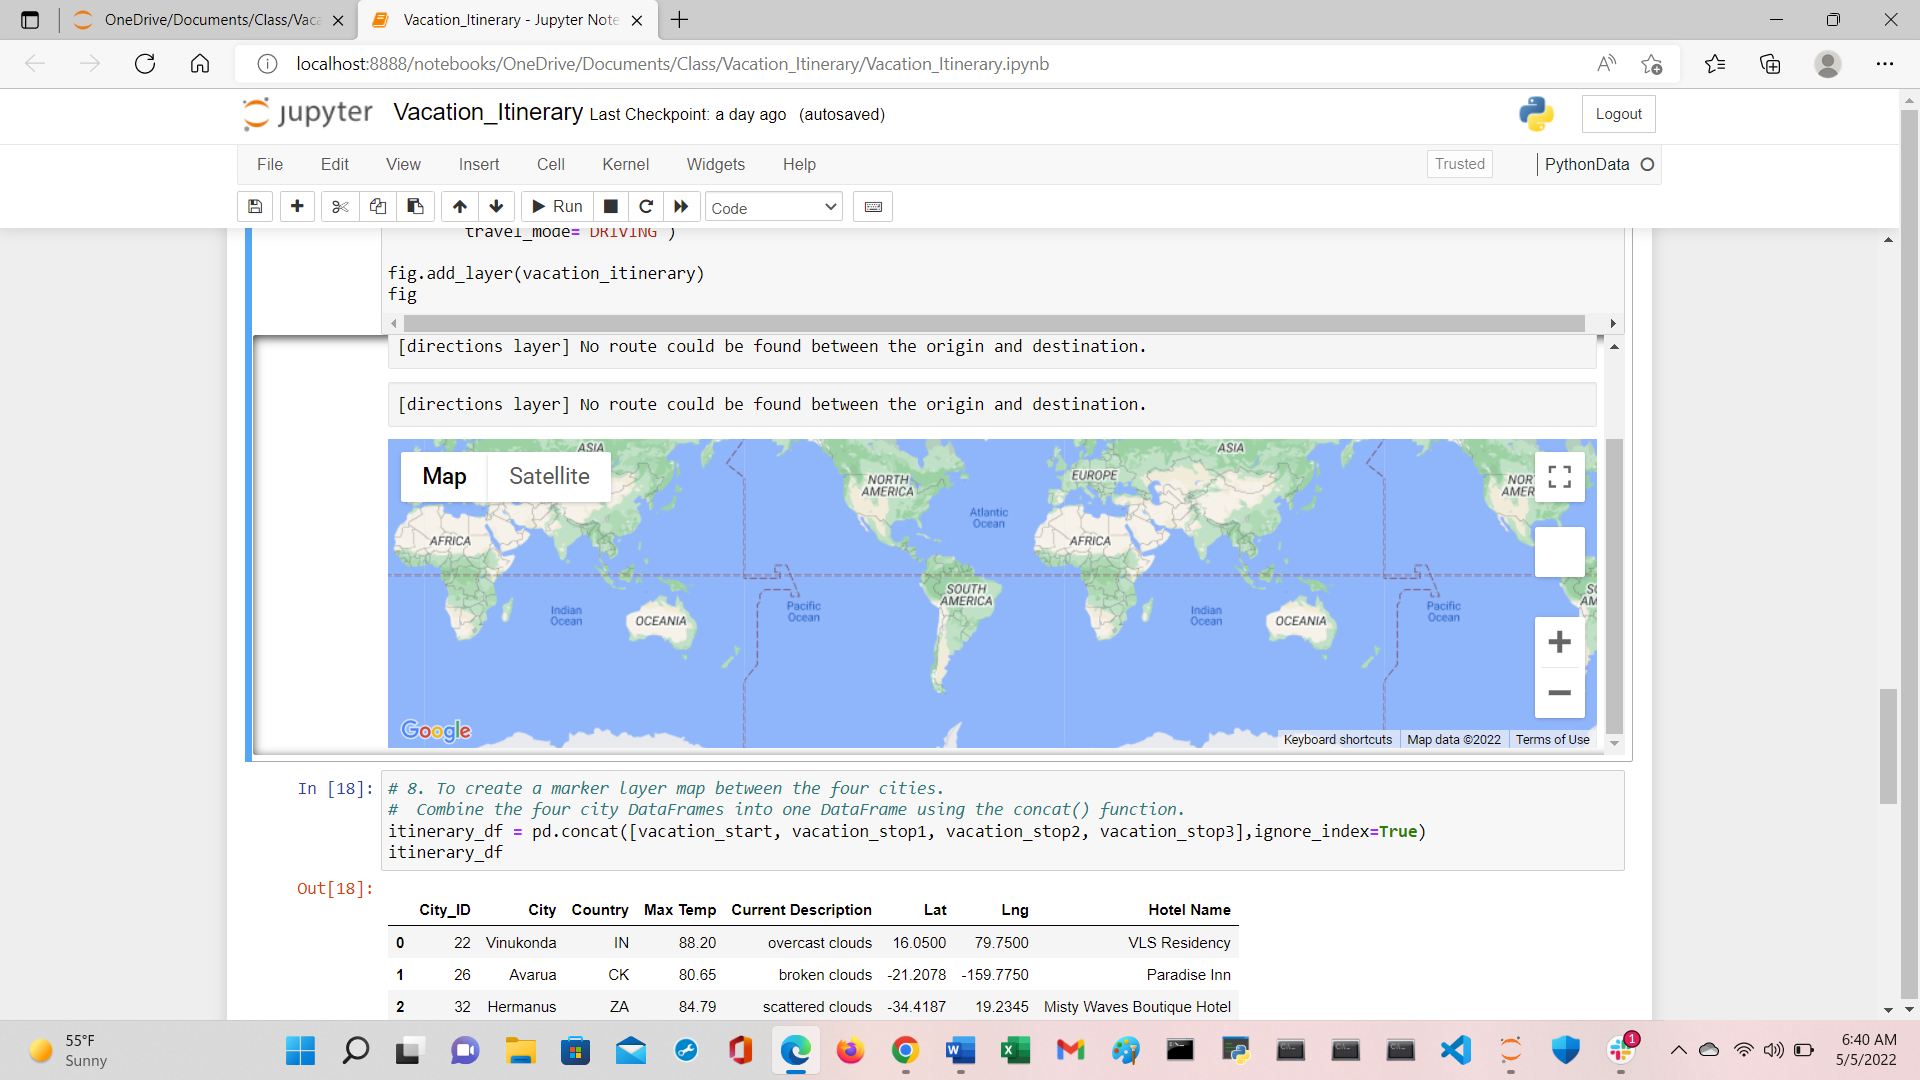 OneDrive/Documents/Class/Vaca
Vacation_Itinerary - Jupyter Note
localhost:8888/notebooks/OneDrive/Documents/Class/Vacation_Itinerary/Vacation_Itinerary.ipynb
jupyter Vacation_Itinerary Last Checkpoint: a day ago (autosaved)
Logout
File Edit View Insert Cell Kernel Widgets Help
Trusted
PythonData
Run
Code
travel_mode='DRIVING')
fig.add_layer(vacation_itinerary)
fig
[directions layer] No route could be found between the origin and destination.
[directions layer] No route could be found between the origin and destination.
Map Satellite
ASIA
NORTH AMERICA
Atlantic Ocean
EUROPE
ASIA
NOR
AMER
AFRICA
AFRICA
Indian Ocean
OCEANIA
Pacific Ocean
SOUTH AMERICA
Indian Ocean
OCEANIA
Pacific Ocean
Google
Keyboard shortcuts Map data ©2022 Terms of Use
In [18]:
# 8. To create a marker layer map between the four cities.
#  Combine the four city DataFrames into one DataFrame using the concat() function.
itinerary_df = pd.concat([vacation_start, vacation_stop1, vacation_stop2, vacation_stop3],ignore_index=True)
itinerary_df
Out[18]:
City_ID City Country Max Temp Current Description Lat Lng Hotel Name
0 22 Vinukonda IN 88.20 overcast clouds 16.0500 79.7500 VLS Residency
1 26 Avarua CK 80.65 broken clouds -21.2078 -159.7750 Paradise Inn
2 32 Hermanus ZA 84.79 scattered clouds -34.4187 19.2345 Misty Waves Boutique Hotel
55°F
Sunny
1
6:40 AM
5/5/2022